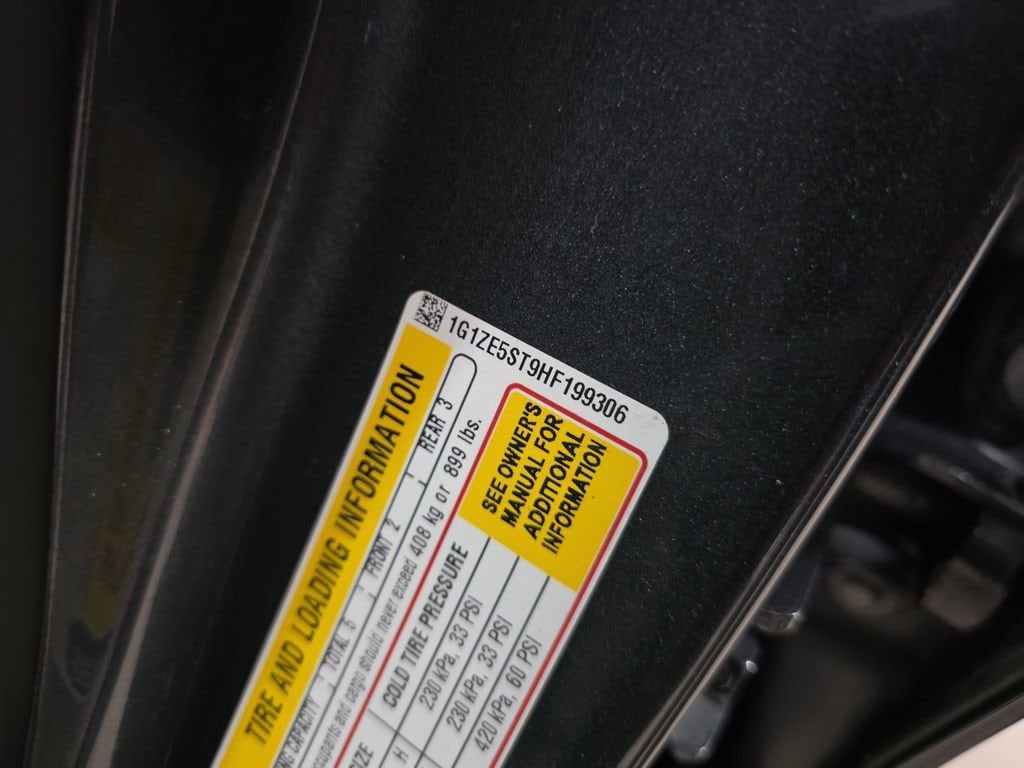 1G1ZE5ST9HF199306
TIRE AND LOADING INFORMATION
CAPACITY TOTAL 5 FRONT 2 REAR 3
and cargo should never exceed 408 kg or 899 lbs.
SIZE COLD TIRE PRESSURE
H 230 kPa, 33 PSI
230 kPa, 33 PSI
420 kPa, 60 PSI
SEE OWNER'S
MANUAL FOR
ADDITIONAL
INFORMATION